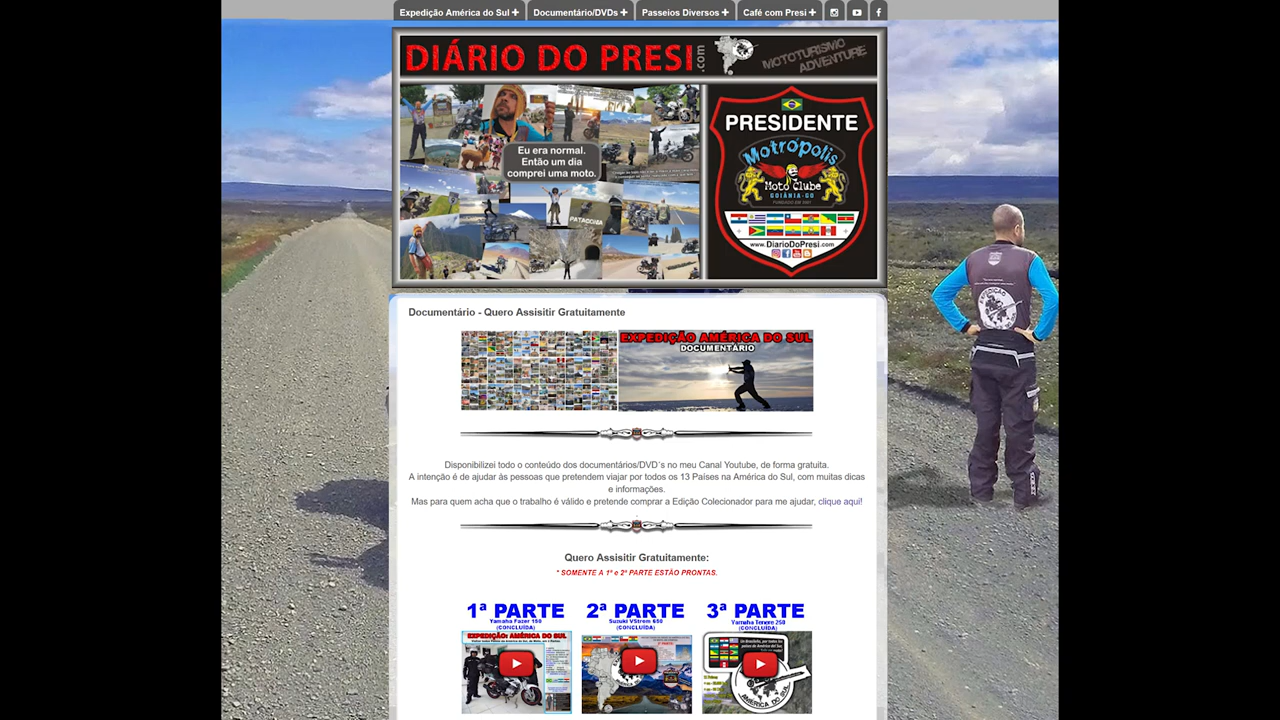 Expedição América do Sul + Documentário/DVDs + Passeios Diversos + Café com Presi +
DIÁRIO DO PRESI .com
MOTOTURISMO
ADVENTURE
Eu era normal.
Então um dia
comprei uma moto.
PATAGONIA
PRESIDENTE
Motrópolis
Moto Clube
GOIÂNIA-GO
FUNDADO EM 2001
www.DiarioDoPresi.com
Documentário - Quero Assisitir Gratuitamente
EXPEDIÇÃO AMÉRICA DO SUL
DOCUMENTÁRIO
Disponibilizei todo o conteúdo dos documentários/DVD´s no meu Canal Youtube, de forma gratuita.
A intenção é de ajudar às pessoas que pretendem viajar por todos os 13 Países na América do Sul, com muitas dicas
e informações.
Mas para quem acha que o trabalho é válido e pretende comprar a Edição Colecionador para me ajudar, clique aqui!
Quero Assisitir Gratuitamente:
* SOMENTE A 1ª e 2ª PARTE ESTÃO PRONTAS.
1ª PARTE 2ª PARTE 3ª PARTE
Yamaha Fazer 150 Suzuki VStrom 650 Yamaha Tenere 250
(CONCLUÍDA) (CONCLUÍDA) (CONCLUÍDA)
EXPEDIÇÃO: AMÉRICA DO SUL
AMÉRICA DO SUL